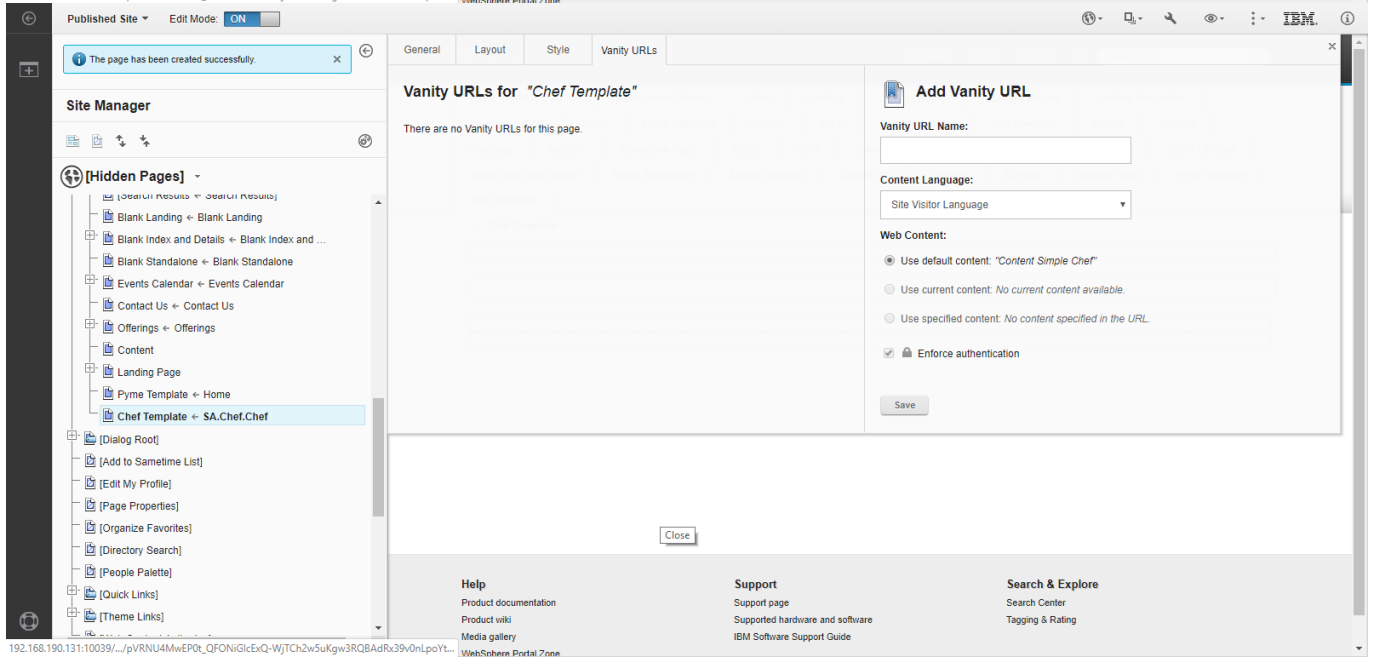 WebSphere Portal Zone
Published Site
Edit Mode: ON
IBM.
The page has been created successfully.
Site Manager
[Hidden Pages]
[Search Results ← Search Results]
Blank Landing ← Blank Landing
Blank Index and Details ← Blank Index and ...
Blank Standalone ← Blank Standalone
Events Calendar ← Events Calendar
Contact Us ← Contact Us
Offerings ← Offerings
Content
Landing Page
Pyme Template ← Home
Chef Template ← SA.Chef.Chef
[Dialog Root]
[Add to Sametime List]
[Edit My Profile]
[Page Properties]
[Organize Favorites]
[Directory Search]
[People Palette]
[Quick Links]
[Theme Links]
General Layout Style Vanity URLs
Vanity URLs for "Chef Template"
There are no Vanity URLs for this page.
Add Vanity URL
Vanity URL Name:
Content Language:
Site Visitor Language
Web Content:
Use default content: "Content Simple Chef"
Use current content: No current content available.
Use specified content: No content specified in the URL.
Enforce authentication
Save
Close
Help
Product documentation
Product wiki
Media gallery
WebSphere Portal Zone
Support
Support page
Supported hardware and software
IBM Software Support Guide
Search & Explore
Search Center
Tagging & Rating